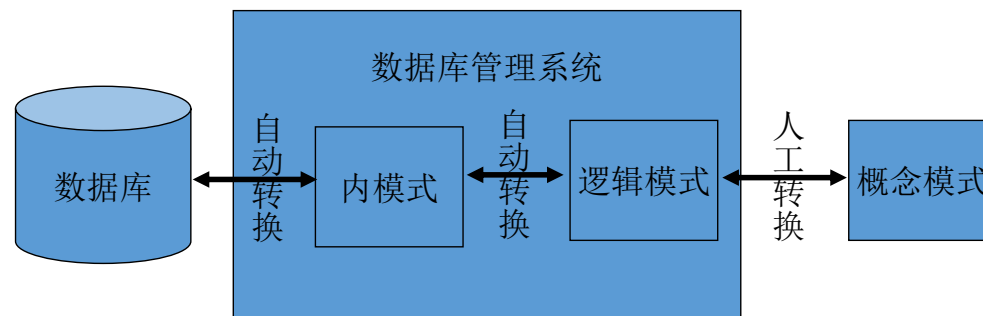 数据库管理系统
数据库
自动转换
内模式
自动转换
逻辑模式
人工转换
概念模式